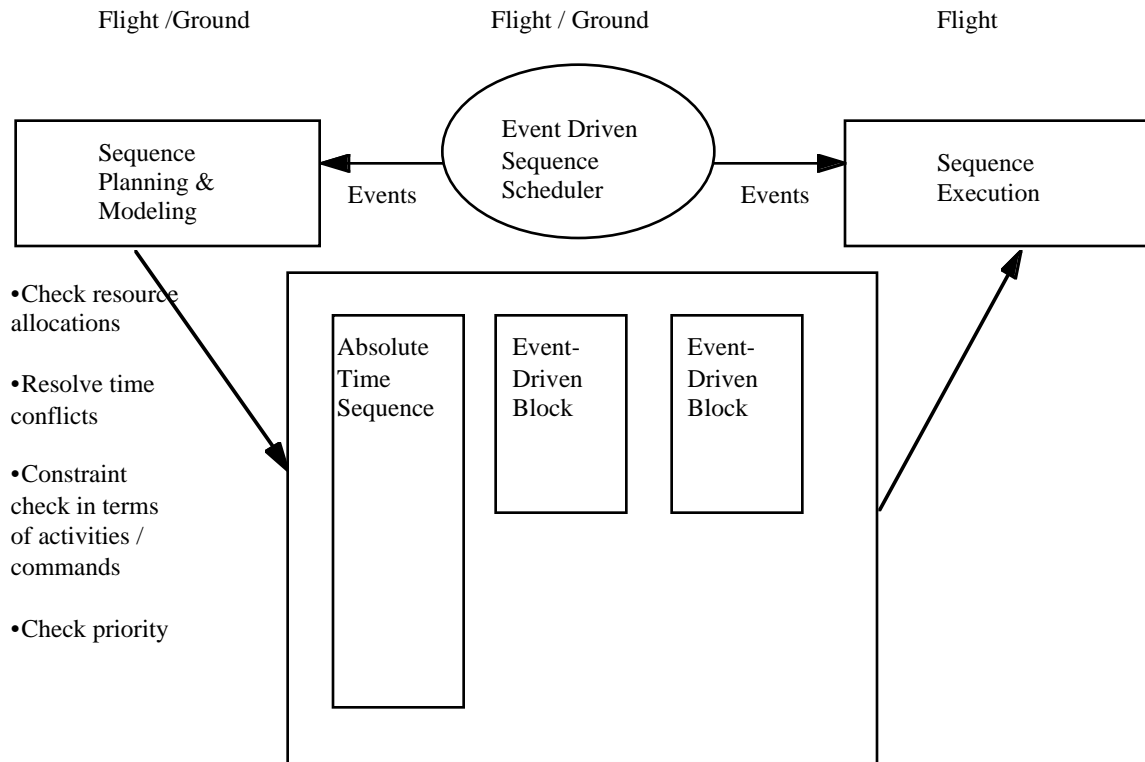 Flight /Ground
Flight / Ground
Flight
Sequence
Planning &
Modeling
Events
Event Driven
Sequence
Scheduler
Events
Sequence
Execution
•Check resource
allocations
•Resolve time
conflicts
•Constraint
check in terms
of activities /
commands
•Check priority
Absolute
Time
Sequence
Event-
Driven
Block
Event-
Driven
Block